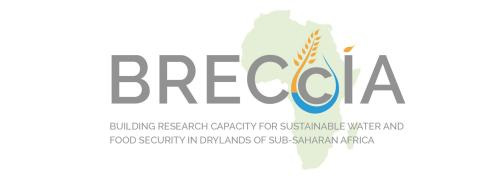 BRECcIA
BUILDING RESEARCH CAPACITY FOR SUSTAINABLE WATER AND
FOOD SECURITY IN DRYLANDS OF SUB-SAHARAN AFRICA